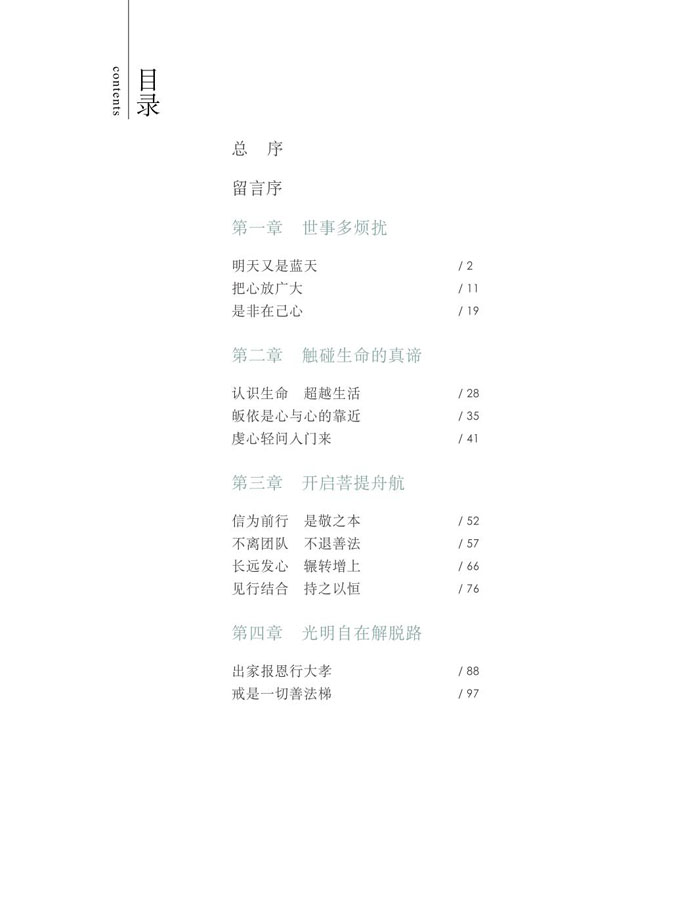 目录
contents
总 序
留言序
第一章 世事多烦扰
明天又是蓝天 / 2
把心放广大 / 11
是非在己心 / 19
第二章 触碰生命的真谛
认识生命 超越生活 / 28
皈依是心与心的靠近 / 35
虔心轻问入门来 / 41
第三章 开启菩提舟航
信为前行 是敬之本 / 52
不离团队 不退善法 / 57
长远发心 辗转增上 / 66
见行结合 持之以恒 / 76
第四章 光明自在解脱路
出家报恩行大孝 / 88
戒是一切善法梯 / 97